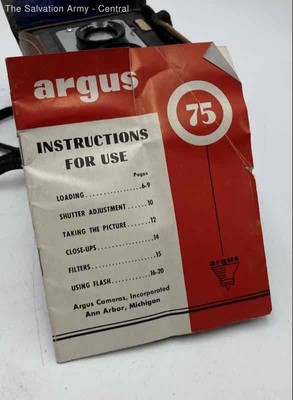 The Salvation Army - Central
argus
75
INSTRUCTIONS
FOR USE
Pages
LOADING................6-9
SHUTTER ADJUSTMENT......10
TAKING THE PICTURE......12
CLOSE-UPS...............14
FILTERS.................15
USING FLASH..........16-20
Argus Cameras, Incorporated
Ann Arbor, Michigan
argus